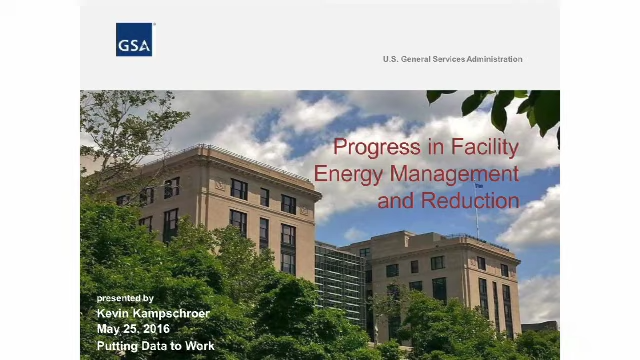 GSA
U.S. General Services Administration
Progress in Facility
Energy Management
and Reduction
presented by
Kevin Kampschroer
May 25, 2016
Putting Data to Work